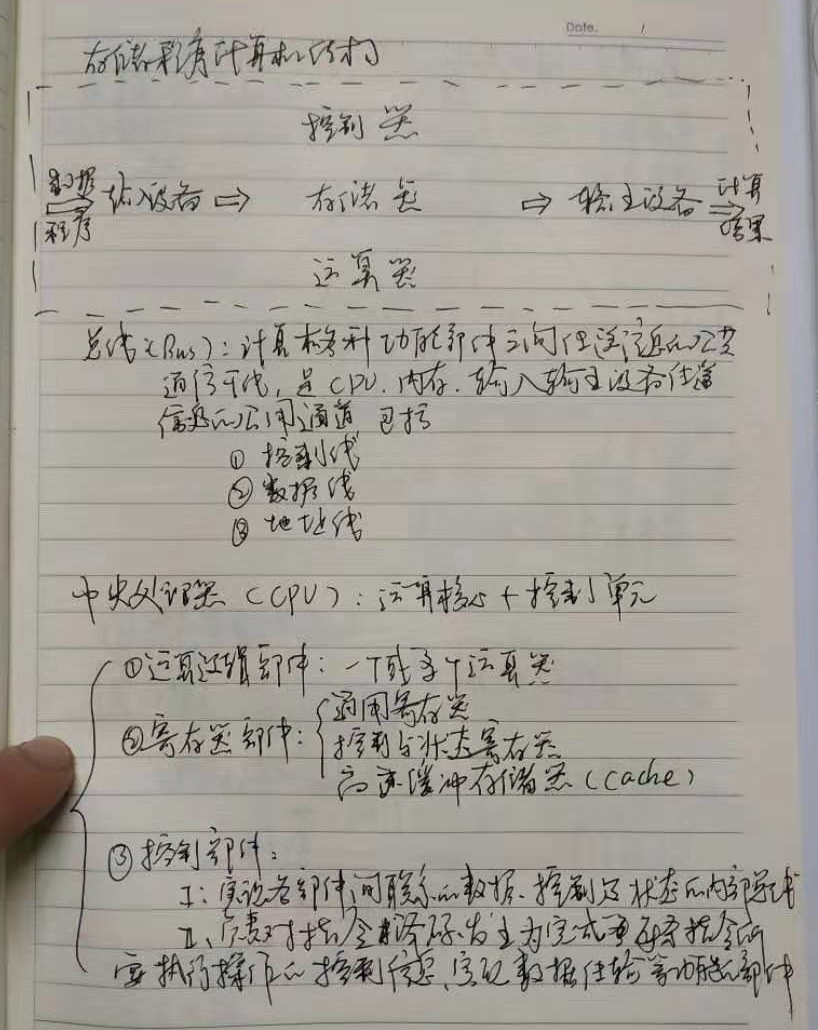 Date. /
存储程序计算机结构
控制器
数据 程序 ⇒ 输入设备 ⇒ 存储器 ⇒ 输出设备 ⇒ 计算 结果
运算器
总线(Bus):计算机各种功能部件之间传送信息的公共
通信干线,是CPU.内存.输入输出设备传递
信息的公用通道,包括
① 控制线
② 数据线
③ 地址线
中央处理器(CPU):运算核心+控制单元
①运算逻辑部件:一个或多个运算器
②寄存器部件:通用寄存器
控制与状态寄存器
高速缓冲存储器(cache)
③控制部件:
I:实现各部件间联系的数据、控制及状态的内部总线
II、负责对指令译码.发出为完成每条指令所
要执行操作的控制信息、实现数据传输等功能的部件